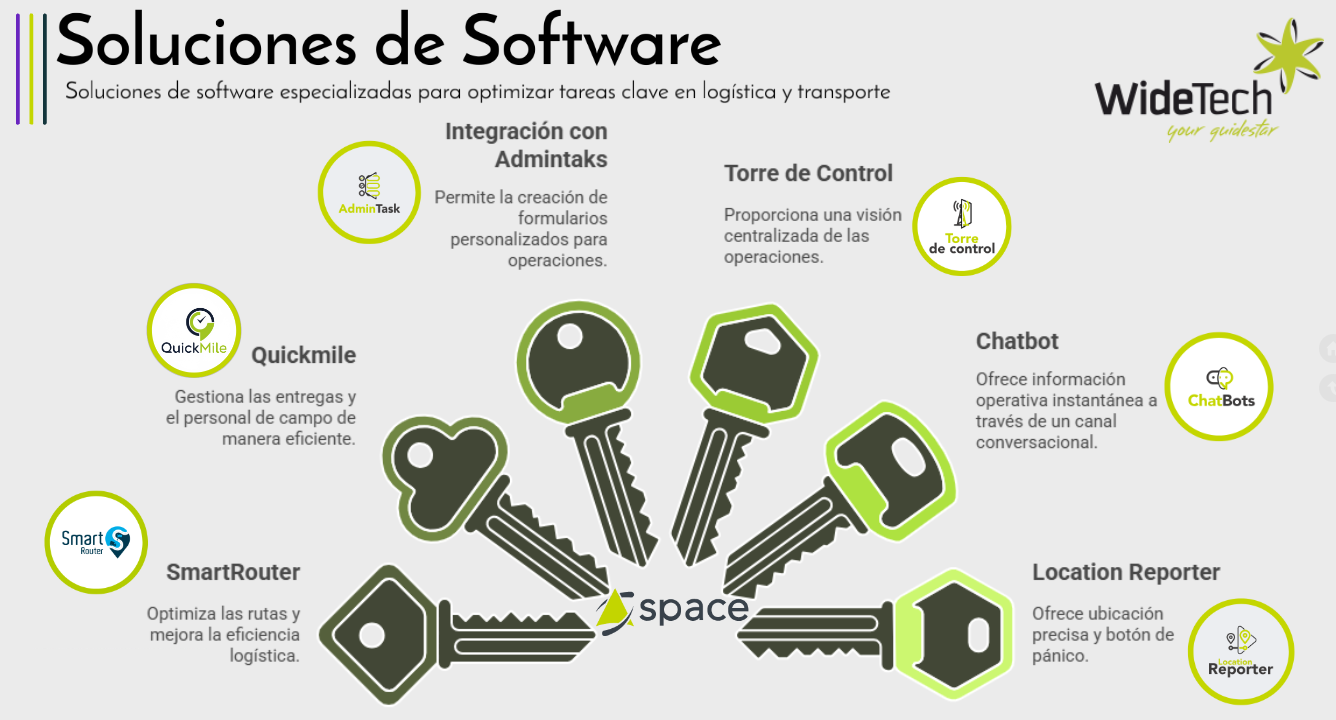 Soluciones de Software
Soluciones de software especializadas para optimizar tareas clave en logística y transporte
WideTech
your guidestar
Integración con
Admintaks
Permite la creación de
formularios
personalizados para
operaciones.
AdminTask
Torre de Control
Proporciona una visión
centralizada de las
operaciones.
Torre
de control
QuickMile
Quickmile
Gestiona las entregas y
el personal de campo de
manera eficiente.
Chatbot
Ofrece información
operativa instantánea a
través de un canal
conversacional.
ChatBots
Smart
Router
SmartRouter
Optimiza las rutas y
mejora la eficiencia
logística.
space
Location Reporter
Ofrece ubicación
precisa y botón de
pánico.
Location
Reporter